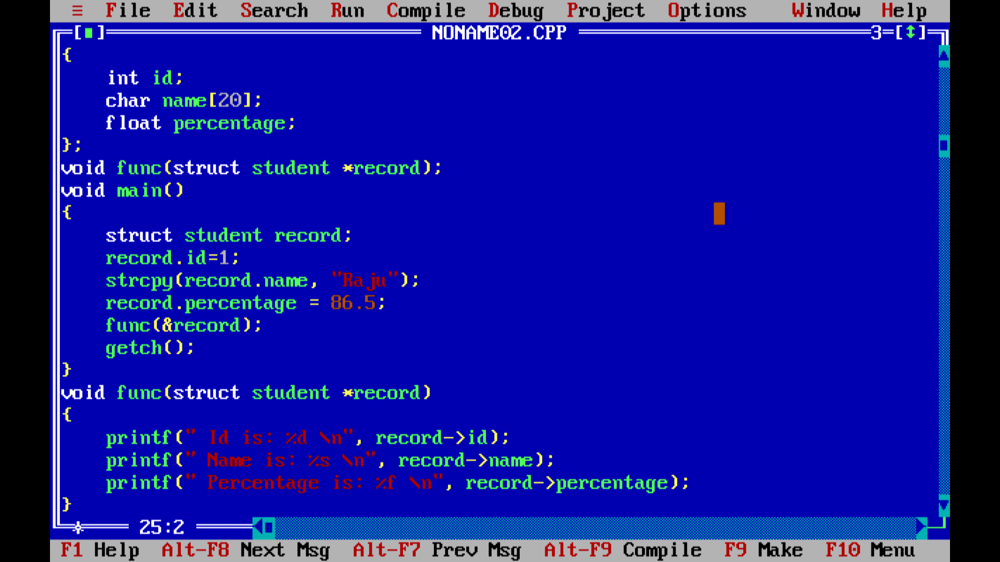 ≡ File Edit Search Run Compile Debug Project Options Window Help
[■] NONAME02.CPP 3=[↕]
{
int id;
char name[20];
float percentage;
};
void func(struct student *record);
void main()
{
struct student record;
record.id=1;
strcpy(record.name, "Raju");
record.percentage = 86.5;
func(&record);
getch();
}
void func(struct student *record)
{
printf(" Id is: %d \n", record->id);
printf(" Name is: %s \n", record->name);
printf(" Percentage is: %f \n", record->percentage);
}
25:2
F1 Help Alt-F8 Next Msg Alt-F7 Prev Msg Alt-F9 Compile F9 Make F10 Menu